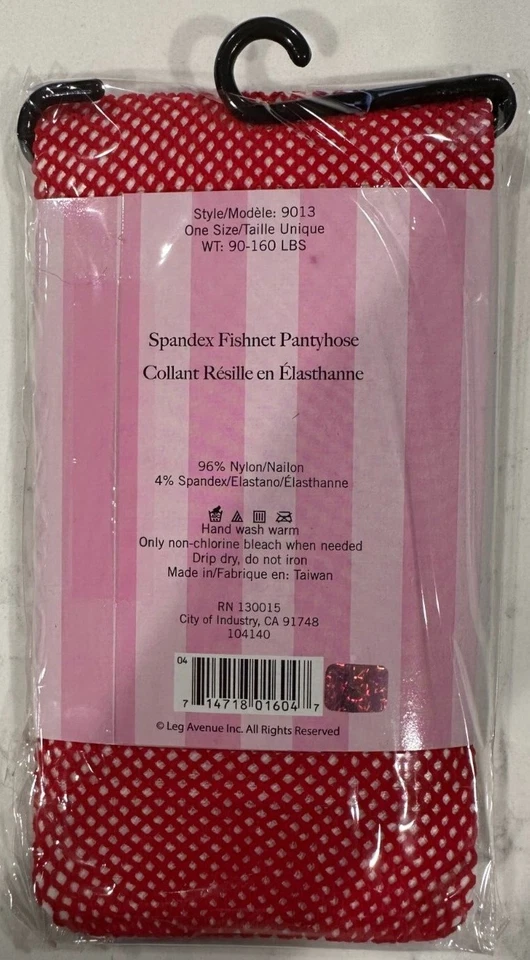 Style/Modèle: 9013
One Size/Taille Unique
WT: 90-160 LBS
Spandex Fishnet Pantyhose
Collant Résille en Élasthanne
96% Nylon/Nailon
4% Spandex/Elastano/Élasthanne
Hand wash warm
Only non-chlorine bleach when needed
Drip dry, do not iron
Made in/Fabrique en: Taiwan
RN 130015
City of Industry, CA 91748
104140
04
7 14718 01604 7
© Leg Avenue Inc. All Rights Reserved